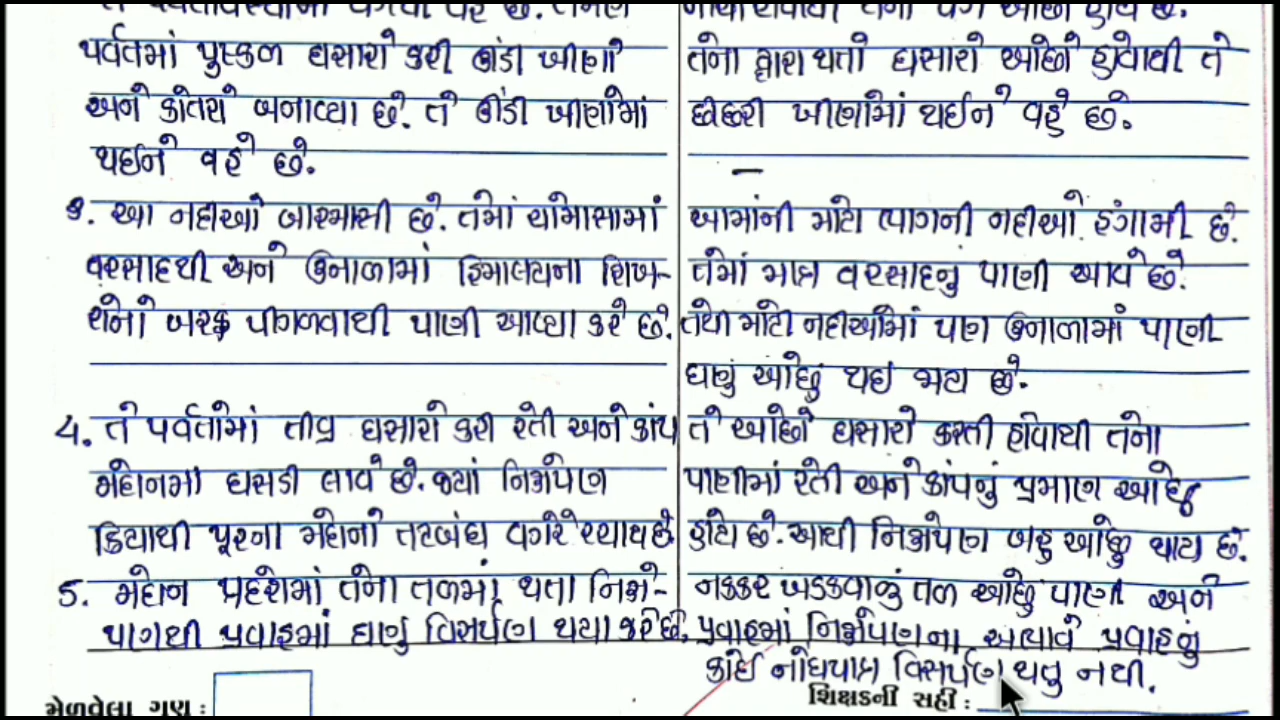 પર્વતમાં પુષ્કળ ઘસારો કરી ઊંડી ખીણો
અને કોતરો બનાવ્યા છે. તે ઊંડી ખીણોમાં
થઈને વહે છે.
૩. આ નદીઓ બારમાસી છે. તેમાં ચોમાસામાં
વરસાદથી અને ઉનાળામાં હિમાલયના શિખ-
રોનો બરફ પીગળવાથી પાણી આવ્યા કરે છે.
4. તે પર્વતોમાં તીવ્ર ઘસારો કરી રેતી અને કાંપ
મેદાનમાં ઘસડી લાવે છે. જ્યાં નિક્ષેપણ
ક્રિયાથી પૂરના મેદાનો તટબંધ વગેરે રચાય છે
5. મેદાન પ્રદેશમાં તેના તળમાં થતા નિક્ષે-
પાણથી પ્રવાહમાં ઘણું વિસર્પણ થયા કરે છે.
તેના દ્વારા થતો ઘસારો ઓછો હોવાથી તે
છીછરી ખીણોમાં થઈને વહે છે.
આમાંની મોટા ભાગની નદીઓ હંગામી છે.
તેમાં માત્ર વરસાદનું પાણી આવે છે.
તેથી મોટી નદીઓમાં પણ ઉનાળામાં પાણી
ઘણું ઓછું થઈ જાય છે.
તે ઓછો ઘસારો કરતી હોવાથી તેના
પાણીમાં રેતી અને કાંપનું પ્રમાણ ઓછું
હોય છે. આથી નિક્ષેપણ બહુ ઓછુ થાય છે.
નક્કર ખડકવાળું તળ ઓછું પાણી અને
પ્રવાહમાં નિક્ષેપાણના અભાવે પ્રવાહનું
કોઈ નોંધપાત્ર વિસર્પણ થતુ નથી.
મેળવેલા ગુણ :
શિક્ષકની સહી :